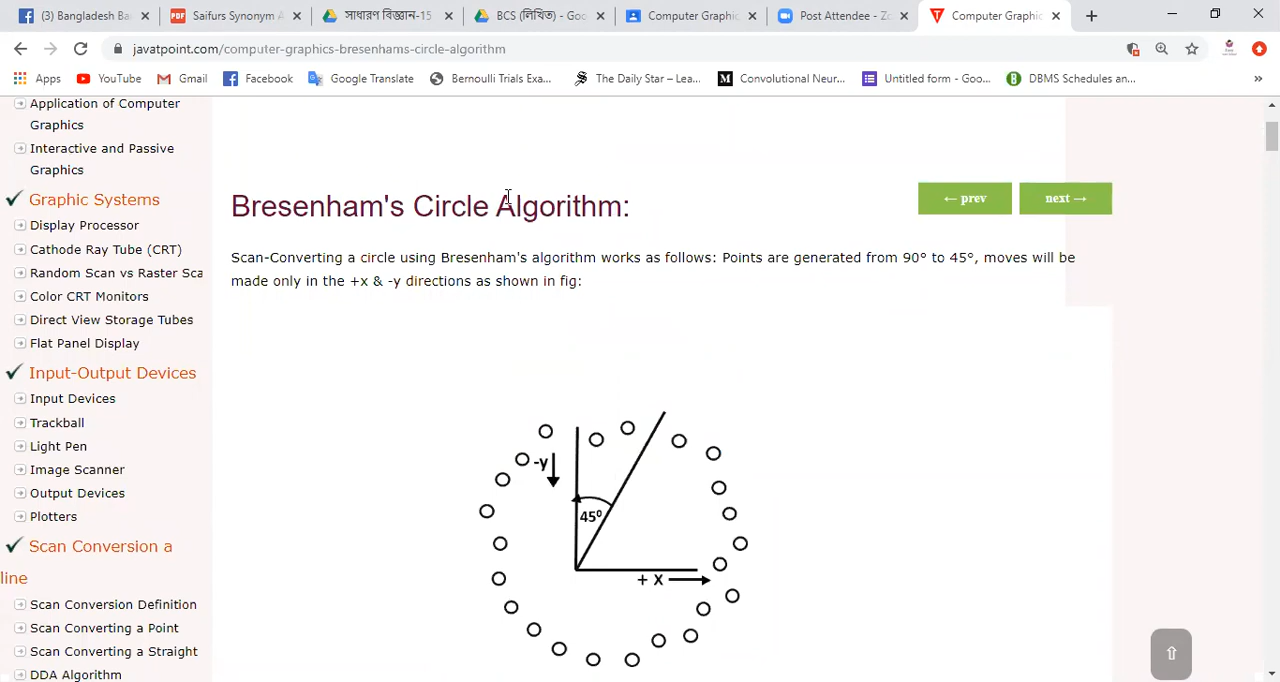 (3) Bangladesh Ba
Saifurs Synonym A
সাধারণ বিজ্ঞান-15
BCS (লিখিত) - Goo
Computer Graphic
Post Attendee - Zo
Computer Graphic
javatpoint.com/computer-graphics-bresenhams-circle-algorithm
Apps
YouTube
Gmail
Facebook
Google Translate
Bernoulli Trials Exa...
The Daily Star – Lea...
Convolutional Neur...
Untitled form - Goo...
DBMS Schedules an...
»
Application of Computer
Graphics
Interactive and Passive
Graphics
Graphic Systems
Display Processor
Cathode Ray Tube (CRT)
Random Scan vs Raster Sca
Color CRT Monitors
Direct View Storage Tubes
Flat Panel Display
Input-Output Devices
Input Devices
Trackball
Light Pen
Image Scanner
Output Devices
Plotters
Scan Conversion a
line
Scan Conversion Definition
Scan Converting a Point
Scan Converting a Straight
DDA Algorithm
Bresenham's Circle Algorithm:
← prev
next →
Scan-Converting a circle using Bresenham's algorithm works as follows: Points are generated from 90° to 45°, moves will be
made only in the +x & -y directions as shown in fig:
-y
45⁰
+ X